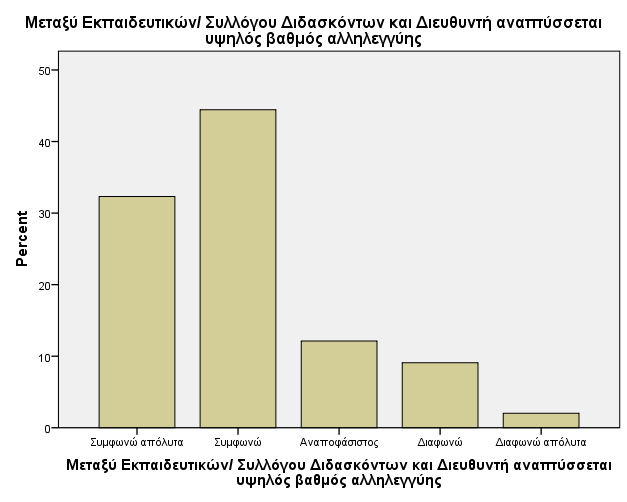 Μεταξύ Εκπαιδευτικών/ Συλλόγου Διδασκόντων και Διευθυντή αναπτύσσεται
υψηλός βαθμός αλληλεγγύης
50
40
30
20
10
0
Percent
Συμφωνώ απόλυτα Συμφωνώ Αναποφάσιστος Διαφωνώ Διαφωνώ απόλυτα
Μεταξύ Εκπαιδευτικών/ Συλλόγου Διδασκόντων και Διευθυντή αναπτύσσεται
υψηλός βαθμός αλληλεγγύης